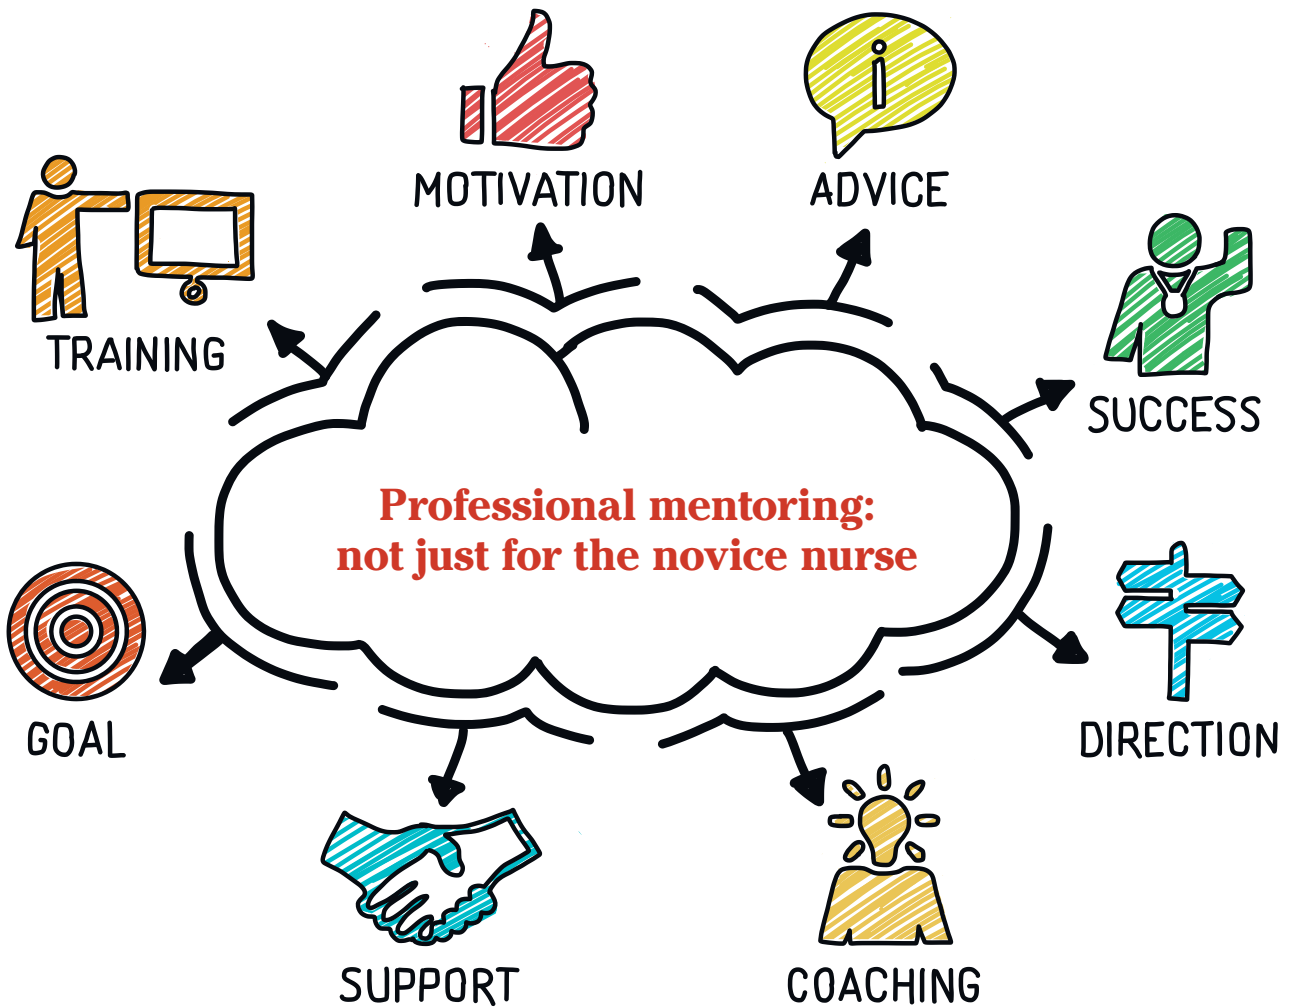 MOTIVATION
ADVICE
TRAINING
SUCCESS
Professional mentoring:
not just for the novice nurse
GOAL
DIRECTION
SUPPORT
COACHING